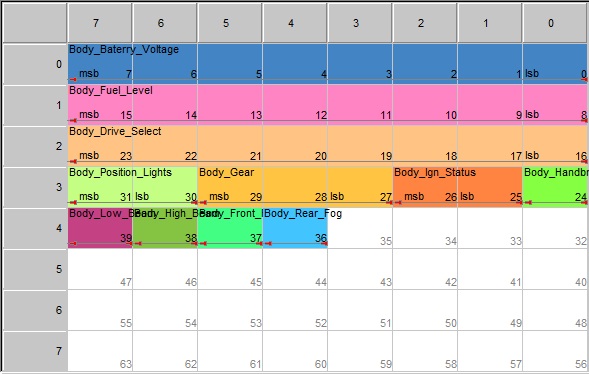 7 6 5 4 3 2 1 0
Body_Baterry_Voltage
0 msb 7 6 5 4 3 2 1 lsb 0
Body_Fuel_Level
1 msb 15 14 13 12 11 10 9 lsb 8
Body_Drive_Select
2 msb 23 22 21 20 19 18 17 lsb 16
Body_Position_Lights Body_Gear Body_Ign_Status Body_Handbr
3 msb 31 lsb 30 msb 29 28 lsb 27 msb 26 lsb 25 24
Body_Low_ Body_High_ Body_Front_ Body_Rear_Fog
4 39 38 37 36 35 34 33 32
5 47 46 45 44 43 42 41 40
6 55 54 53 52 51 50 49 48
7 63 62 61 60 59 58 57 56